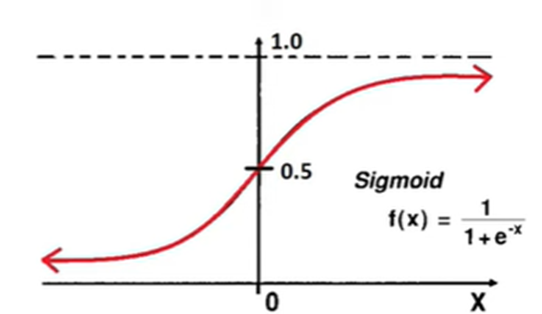 1.0
0.5
Sigmoid
f(x) = 1
1+e^-x
0
X